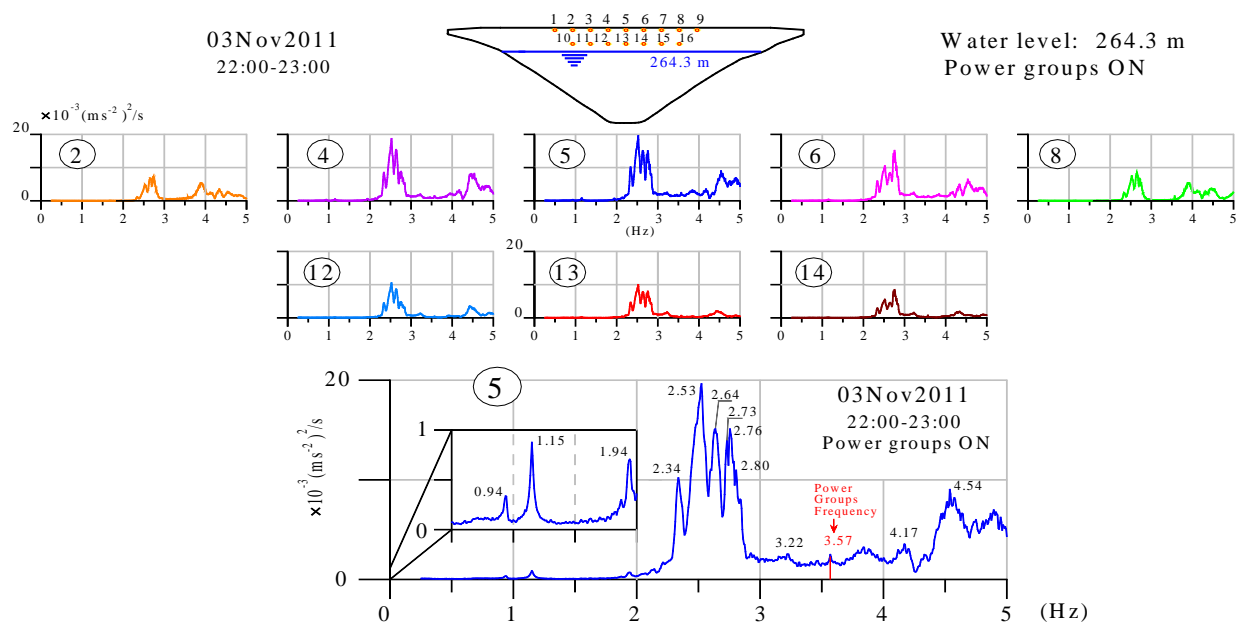 1 2 3 4 5 6 7 8 9
10 11 12 13 14 15 16
264.3 m
03Nov2011
22:00-23:00
Water level: 264.3 m
Power groups ON
×10⁻³(ms⁻²)²/s
20
0
2
0 1 2 3 4 5
4
0 1 2 3 4 5
5
0 1 2 3 4 5
(Hz)
6
0 1 2 3 4 5
8
0 1 2 3 4 5
12
0 1 2 3 4 5
20
0
13
0 1 2 3 4 5
14
0 1 2 3 4 5
×10⁻³(ms⁻²)²/s
20
0
5
1
0
0.94
1.15
1.94
2.34
2.53
2.64
2.73
2.76
2.80
3.22
Power
Groups
Frequency
3.57
4.17
4.54
03Nov2011
22:00-23:00
Power groups ON
0 1 2 3 4 5 (Hz)